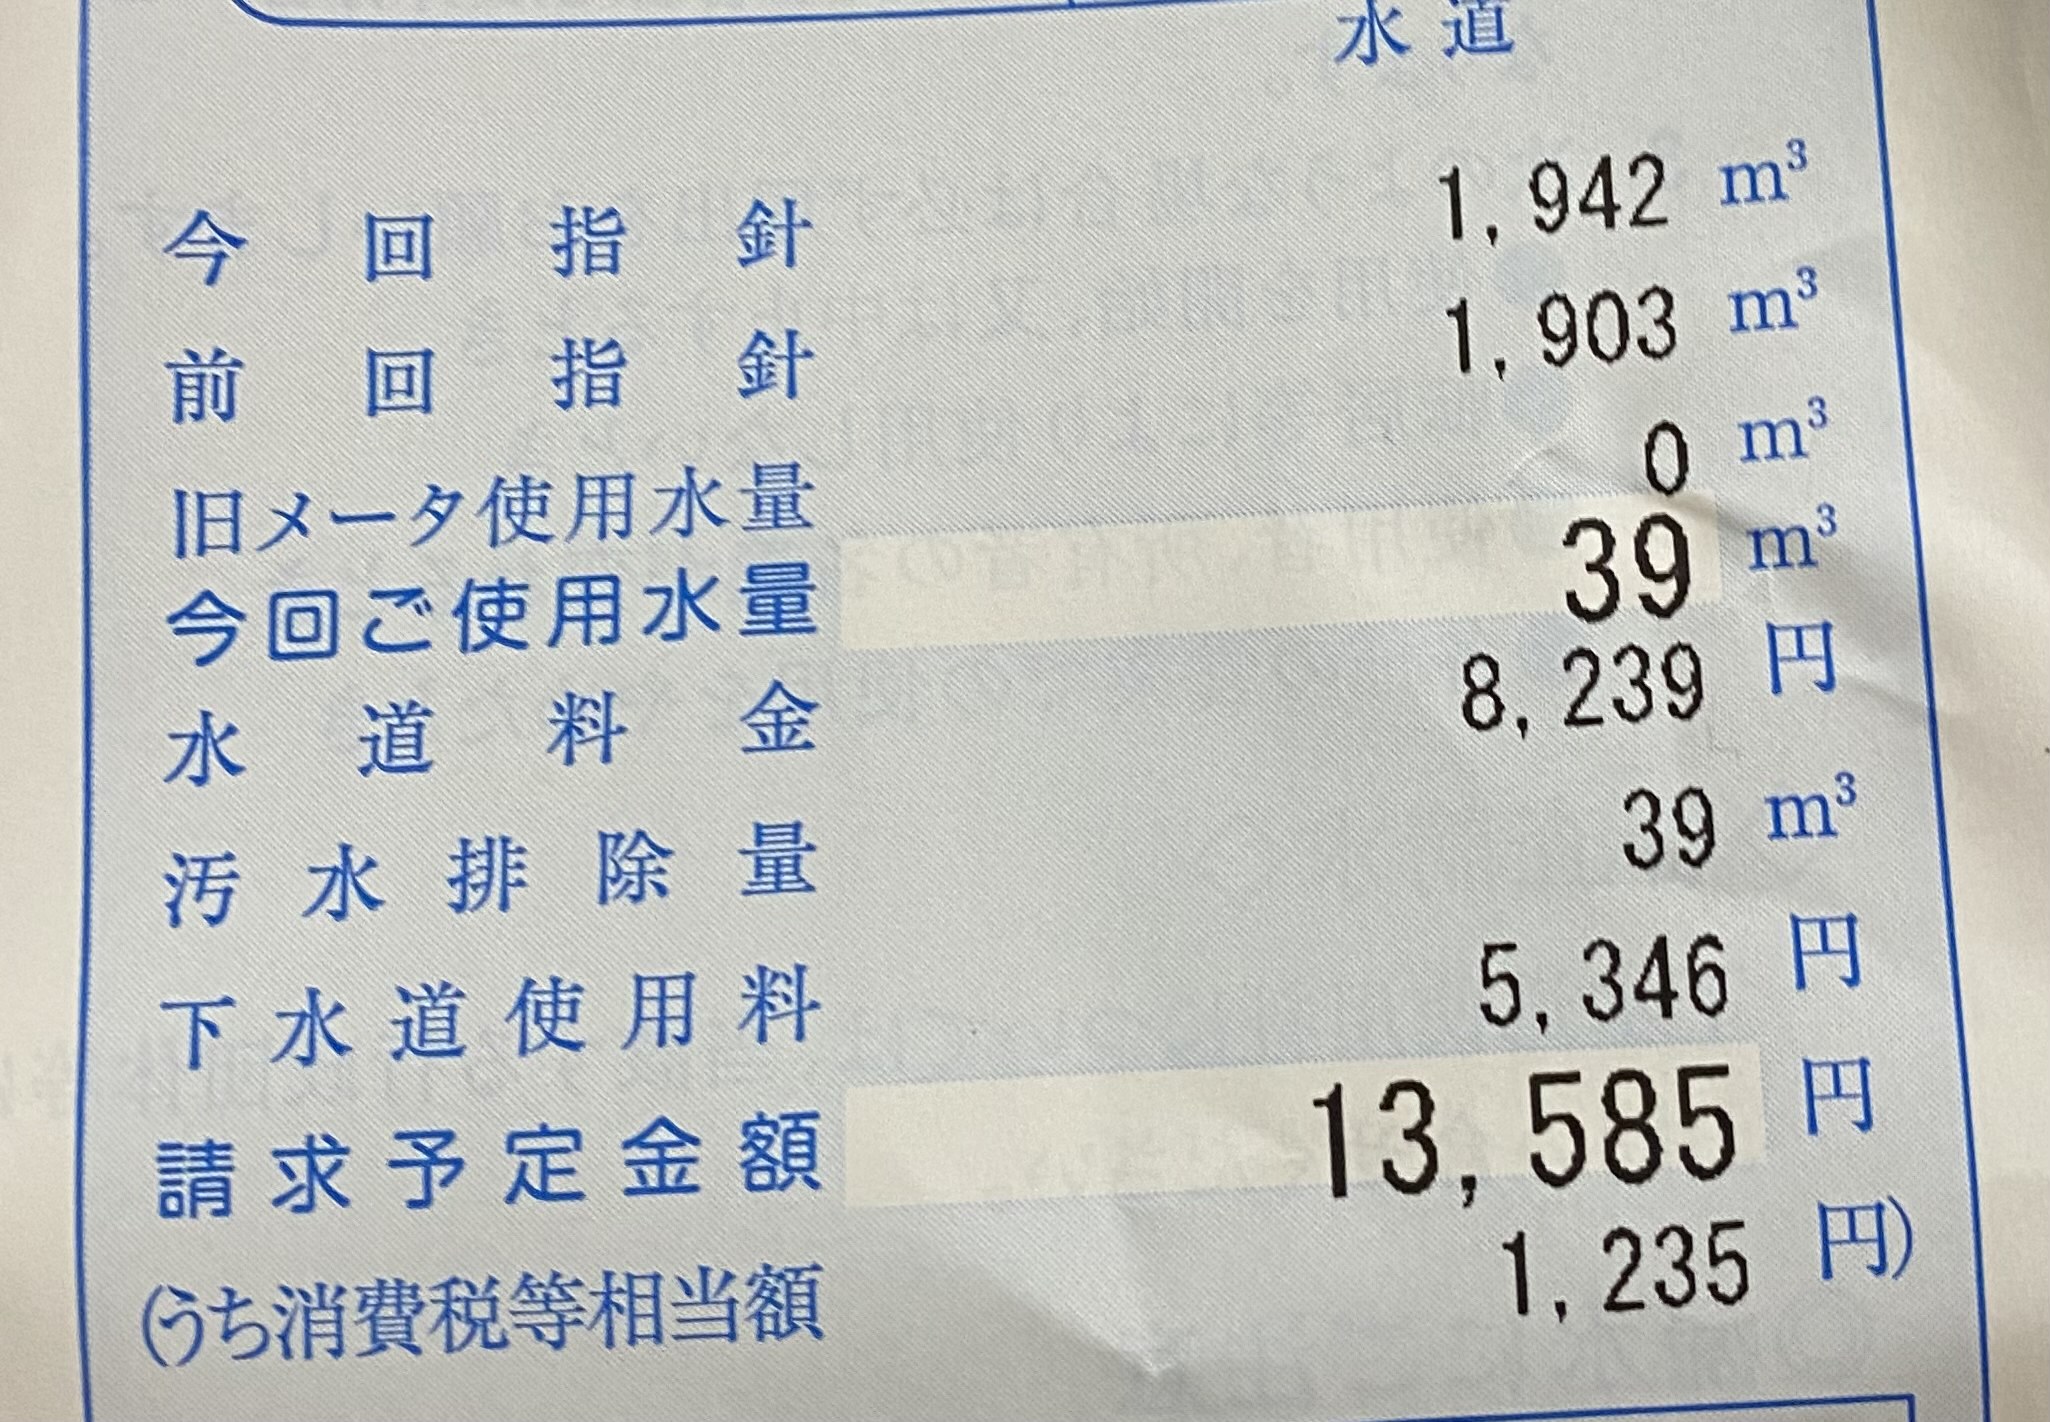 水道
今回指針 1,942 m³
前回指針 1,903 m³
旧メータ使用水量 0 m³
今回ご使用水量 39 m³
水道料金 8,239 円
汚水排除量 39 m³
下水道使用料 5,346 円
請求予定金額 13,585 円
(うち消費税等相当額 1,235 円)